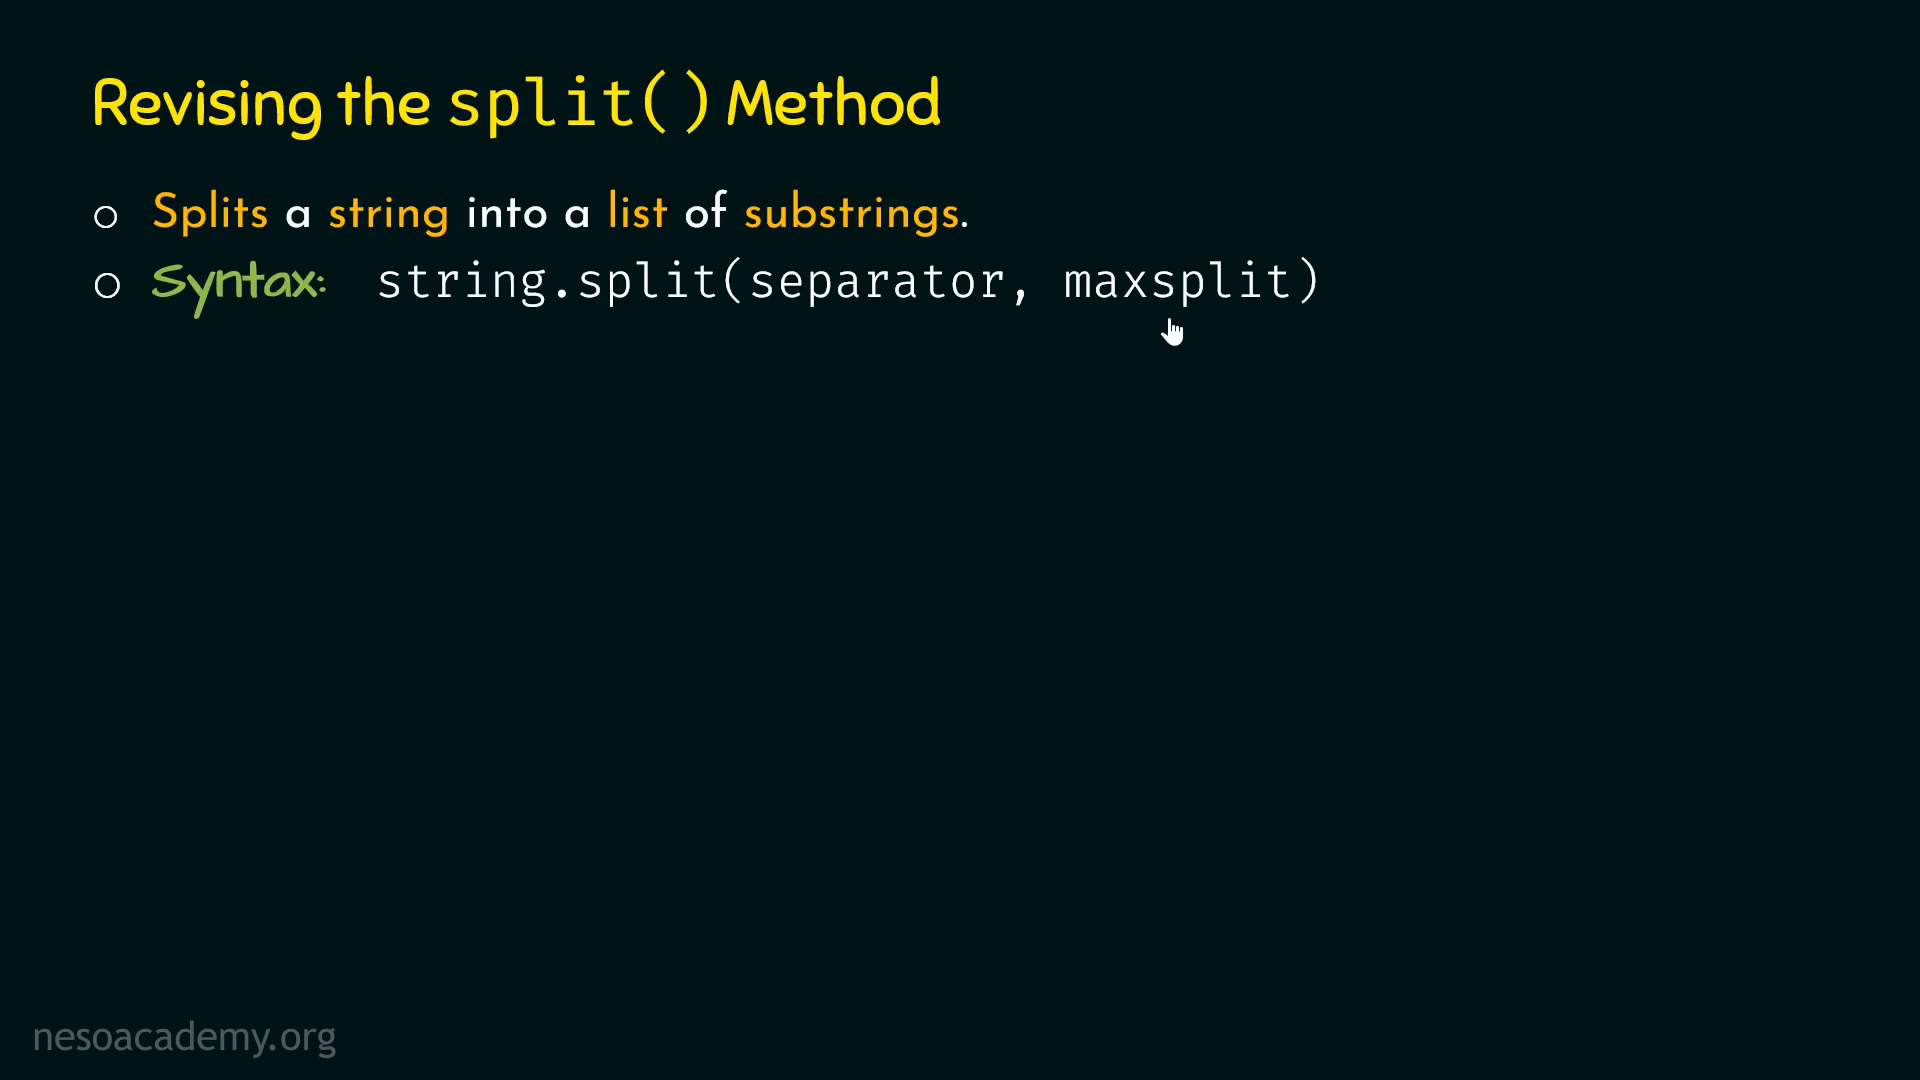 Revising the split() Method
○ Splits a string into a list of substrings.
○ Syntax: string.split(separator, maxsplit)
nesoacademy.org